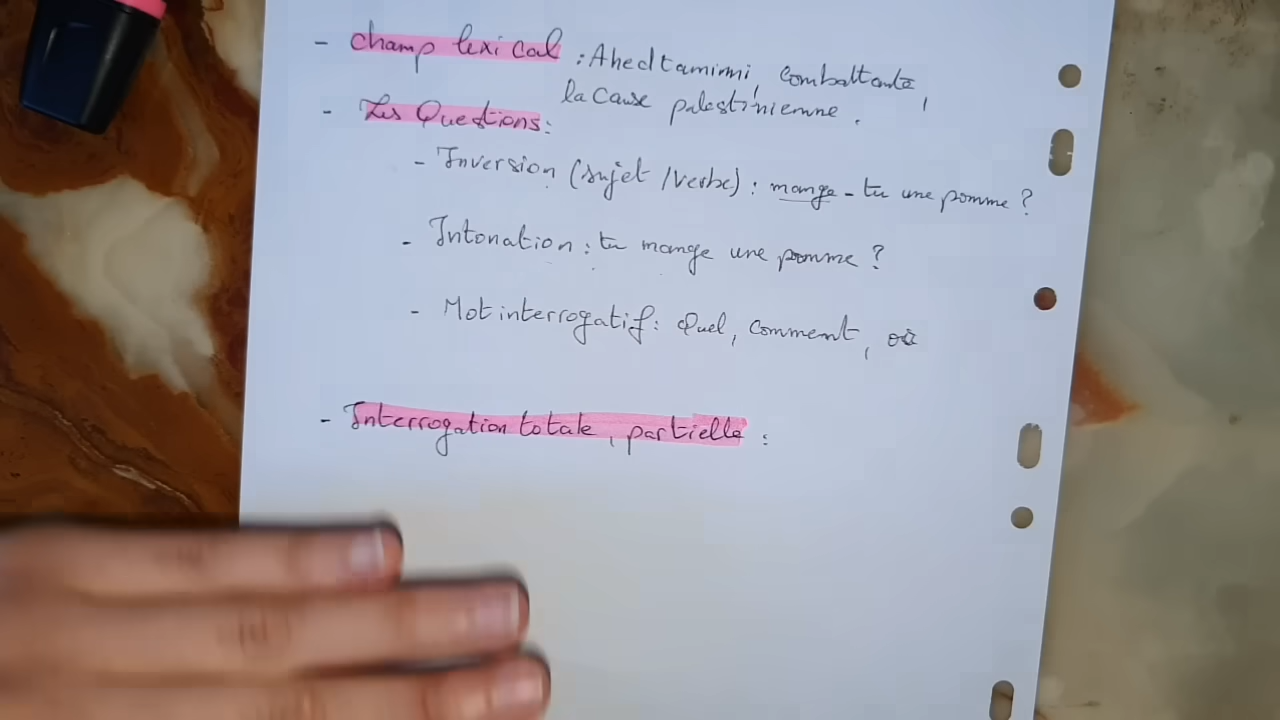 - champ lexical : Ahed tamimi, combattante,
la cause palestinienne.
- Les Questions:
- Inversion (sujet /verbe) : mange-tu une pomme ?
- Intonation : tu mange une pomme ?
- Mot interrogatif : Quel, comment, où
- Interrogation totale, partielle :